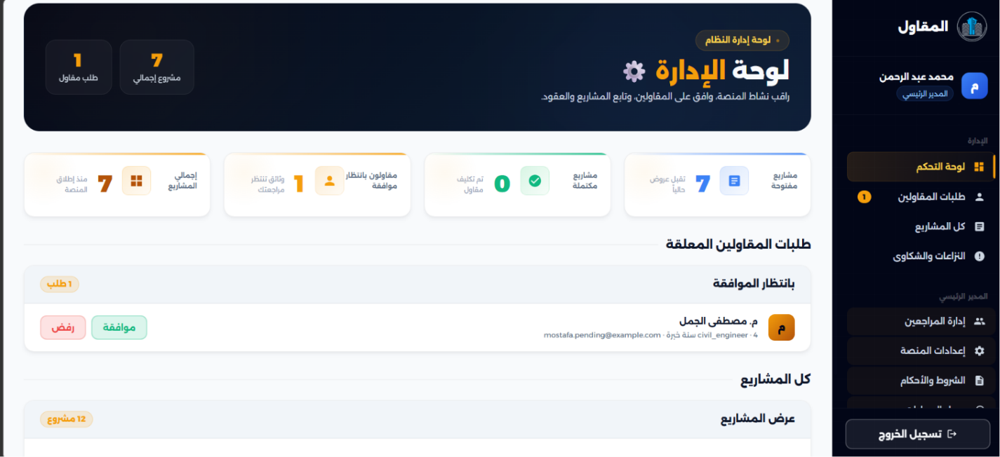 المقاول
محمد عبد الرحمن
م
المدير الرئيسي
الإدارة
لوحة التحكم
طلبات المقاولين
1
كل المشاريع
النزاعات والشكاوى
المدير الرئيسي
إدارة المراجعين
إعدادات المنصة
الشروط والأحكام
تسجيل الخروج
لوحة إدارة النظام
لوحة الإدارة
راقب نشاط المنصة، وافق على المقاولين، وتابع المشاريع والعقود.
7
مشروع إجمالي
1
طلب مقاول
مشاريع مفتوحة
7
تقبل عروض حالياً
مشاريع مكتملة
0
تم تكليف مقاول
مقاولون بانتظار موافقة
1
وثائق تنتظر مراجعتك
إجمالي المشاريع
7
منذ إطلاق المنصة
طلبات المقاولين المعلقة
بانتظار الموافقة
1 طلب
م
م. مصطفى الجمل
civil_engineer · 4 سنة خبرة · mostafa.pending@example.com
موافقة
رفض
كل المشاريع
عرض المشاريع
12 مشروع